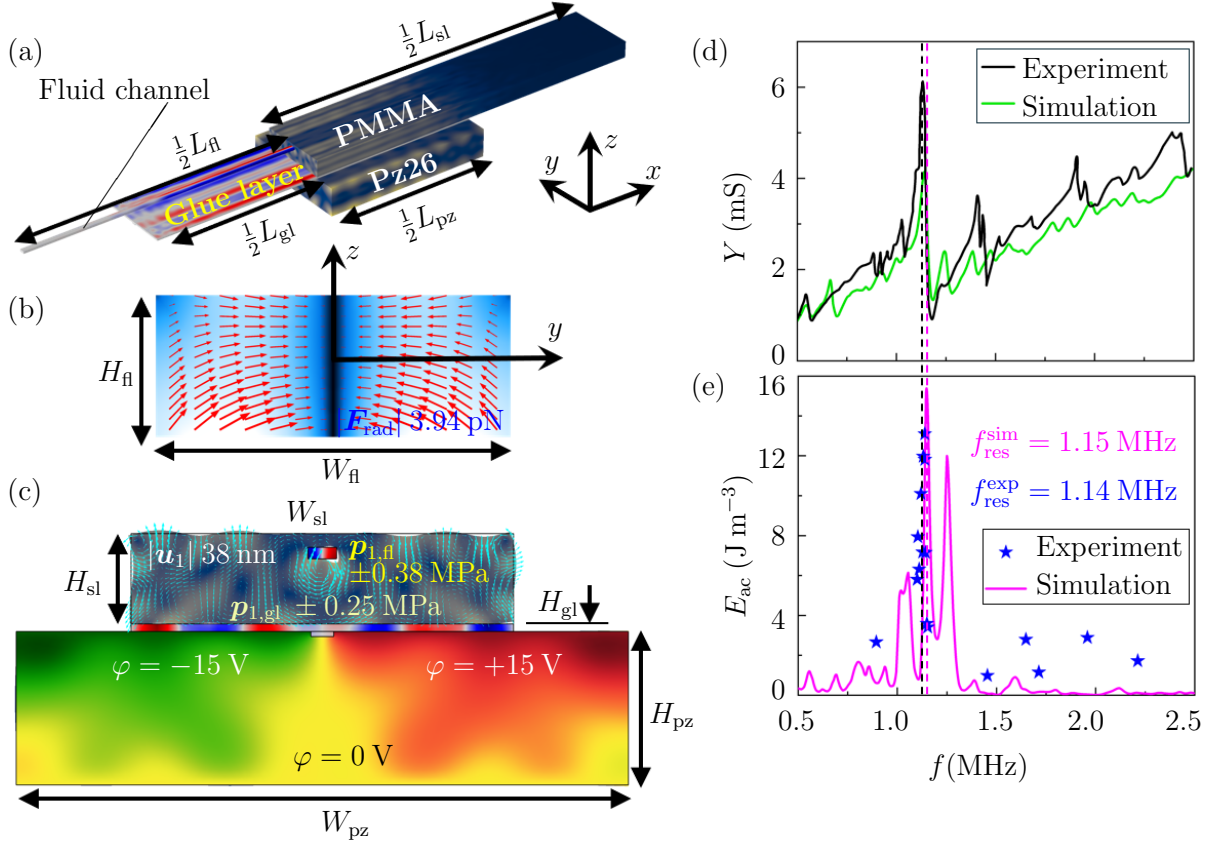 (a)
Fluid channel
½L_sl
½L_fl
PMMA
Glue layer
Pz26
½L_gl
½L_pz
z
y
x
(b)
z
y
H_fl
|F_rad| 3.94 pN
W_fl
(c)
W_sl
|u_1| 38 nm
p_1,fl
±0.38 MPa
H_sl
p_1,gl ± 0.25 MPa
H_gl
φ = −15 V
φ = +15 V
φ = 0 V
H_pz
W_pz
(d)
Experiment
Simulation
Y (mS)
6
4
2
0
(e)
16
12
8
4
0
E_ac (J m⁻³)
f_res^sim = 1.15 MHz
f_res^exp = 1.14 MHz
Experiment
Simulation
0.5 1.0 1.5 2.0 2.5
f(MHz)